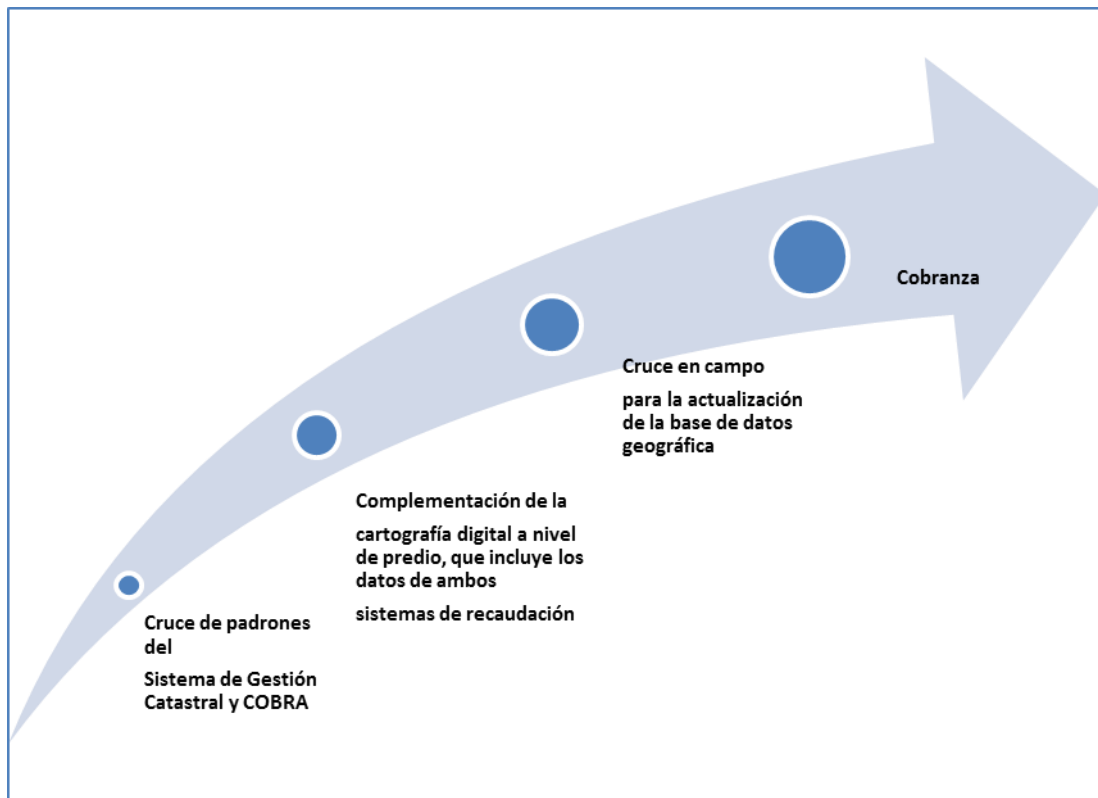 Cruce de padrones
del
Sistema de Gestión
Catastral y COBRA
Complementación de la
cartografía digital a nivel
de predio, que incluye los
datos de ambos
sistemas de recaudación
Cruce en campo
para la actualización
de la base de datos
geográfica
Cobranza